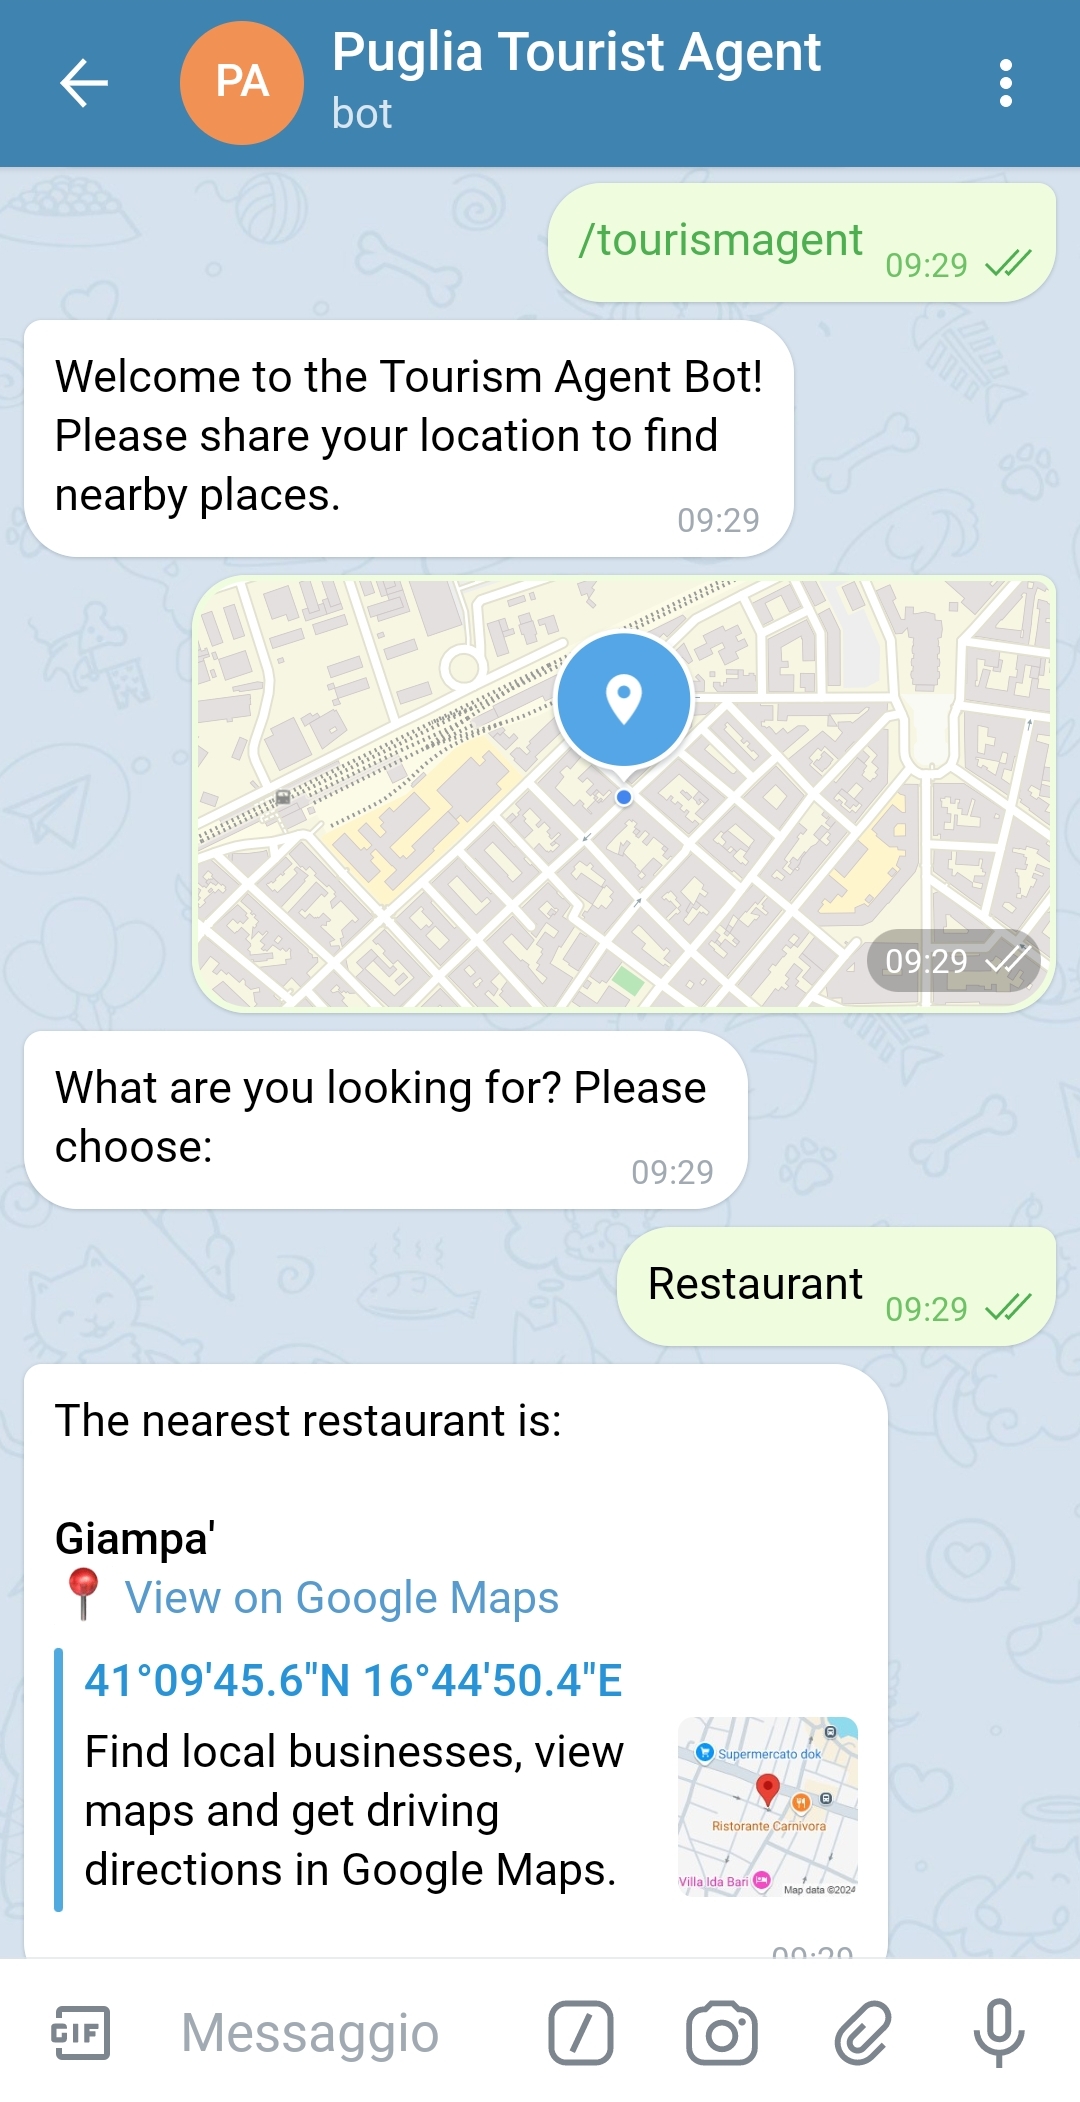 PA
Puglia Tourist Agent
bot
/tourismagent
09:29
Welcome to the Tourism Agent Bot!
Please share your location to find
nearby places.
09:29
09:29
What are you looking for? Please
choose:
09:29
Restaurant
09:29
The nearest restaurant is:
Giampa'
View on Google Maps
41°09'45.6"N 16°44'50.4"E
Find local businesses, view
maps and get driving
directions in Google Maps.
Supermercato dok
Ristorante Carnivora
Villa Ida Bari
Map data ©2024
09:29
GIF
Messaggio